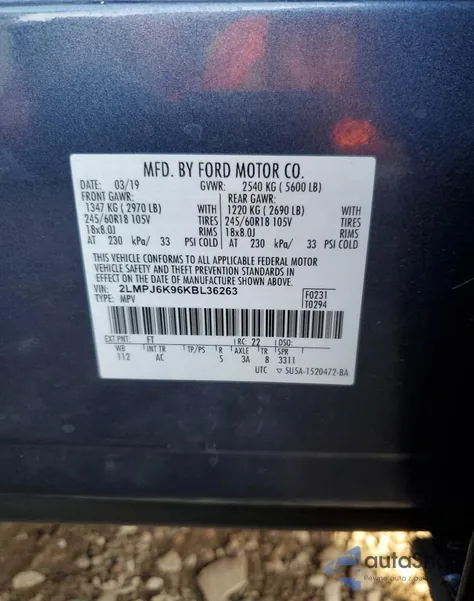 MFD. BY FORD MOTOR CO.
DATE: 03/19 GVWR: 2540 KG ( 5600 LB)
FRONT GAWR: REAR GAWR:
1347 KG ( 2970 LB) WITH 1220 KG ( 2690 LB) WITH
245/60R18 105V TIRES 245/60R18 105V TIRES
18x8.0J RIMS 18x8.0J RIMS
AT 230 kPa/ 33 PSI COLD AT 230 kPa/ 33 PSI COLD
THIS VEHICLE CONFORMS TO ALL APPLICABLE FEDERAL MOTOR
VEHICLE SAFETY AND THEFT PREVENTION STANDARDS IN
EFFECT ON THE DATE OF MANUFACTURE SHOWN ABOVE.
VIN: 2LMPJ6K96KBL36263 F0231
TYPE: MPV T0294
EXT PNT: FT RC: 22 DSO:
WB INT TR TP/PS R AXLE TR SPR
112 AC S 3A 8 3311
UTC ▽ 5U5A-1520472-BA
Pewne auto z